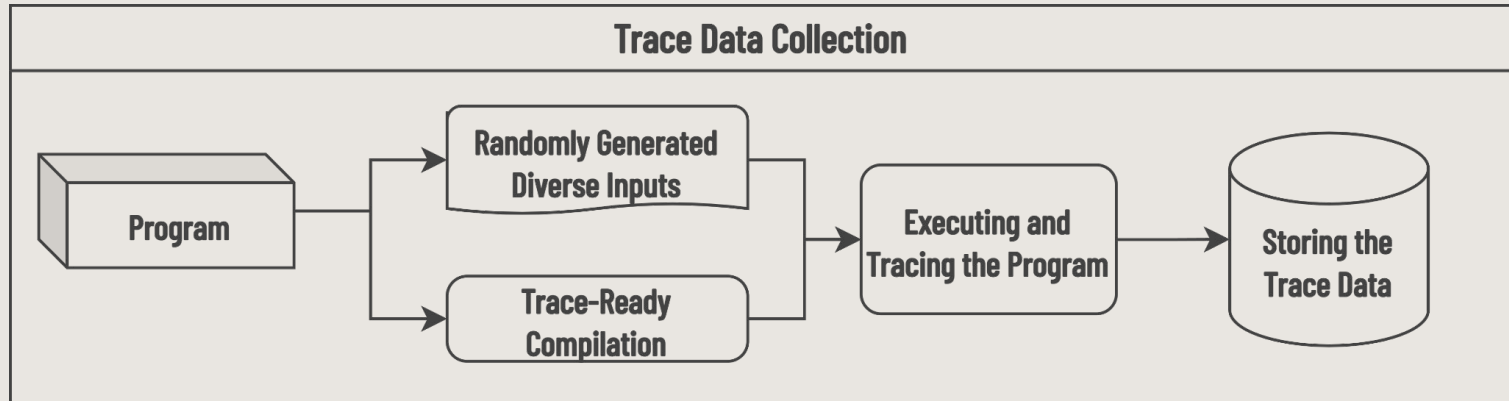 Trace Data Collection
Program
Randomly Generated
Diverse Inputs
Trace-Ready
Compilation
Executing and
Tracing the Program
Storing the
Trace Data